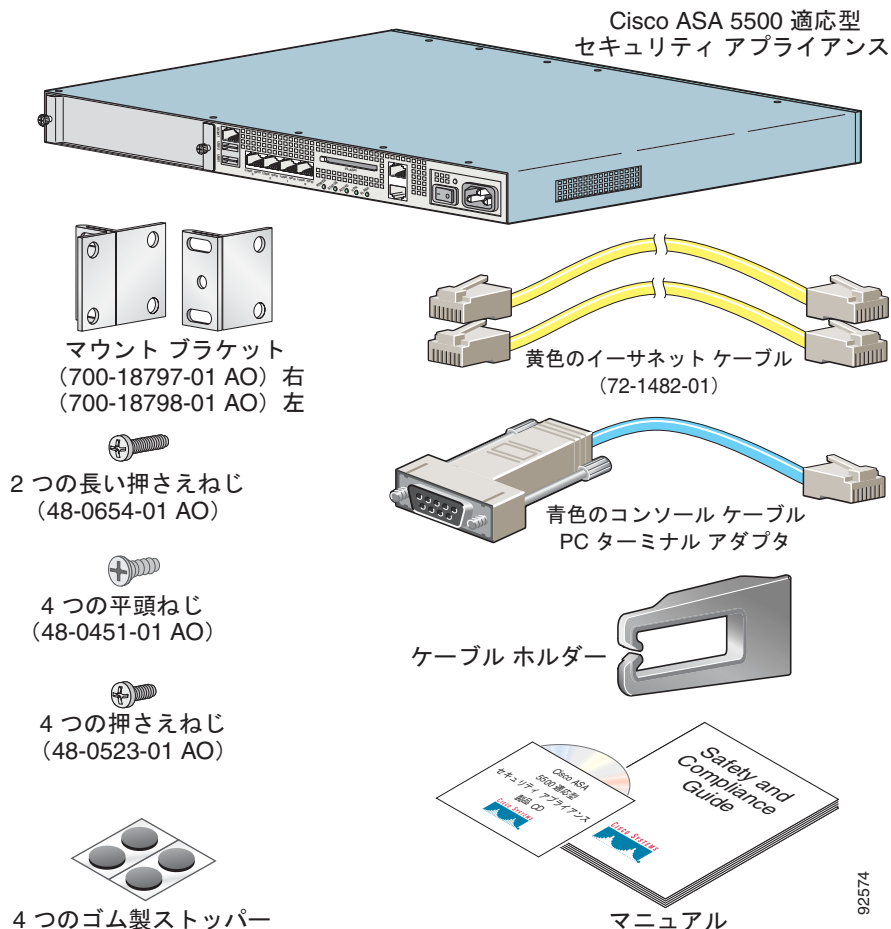 Cisco ASA 5500 適応型
セキュリティ アプライアンス
マウント ブラケット
(700-18797-01 AO) 右
(700-18798-01 AO) 左
黄色のイーサネット ケーブル
(72-1482-01)
2 つの長い押さえねじ
(48-0654-01 AO)
青色のコンソール ケーブル
PC ターミナル アダプタ
4 つの平頭ねじ
(48-0451-01 AO)
ケーブル ホルダー
4 つの押さえねじ
(48-0523-01 AO)
Cisco ASA
5500 適応型
セキュリティ アプライアンス
製品 CD
CISCO SYSTEMS
Safety and
Compliance
Guide
CISCO SYSTEMS
4 つのゴム製ストッパー
マニュアル
92574